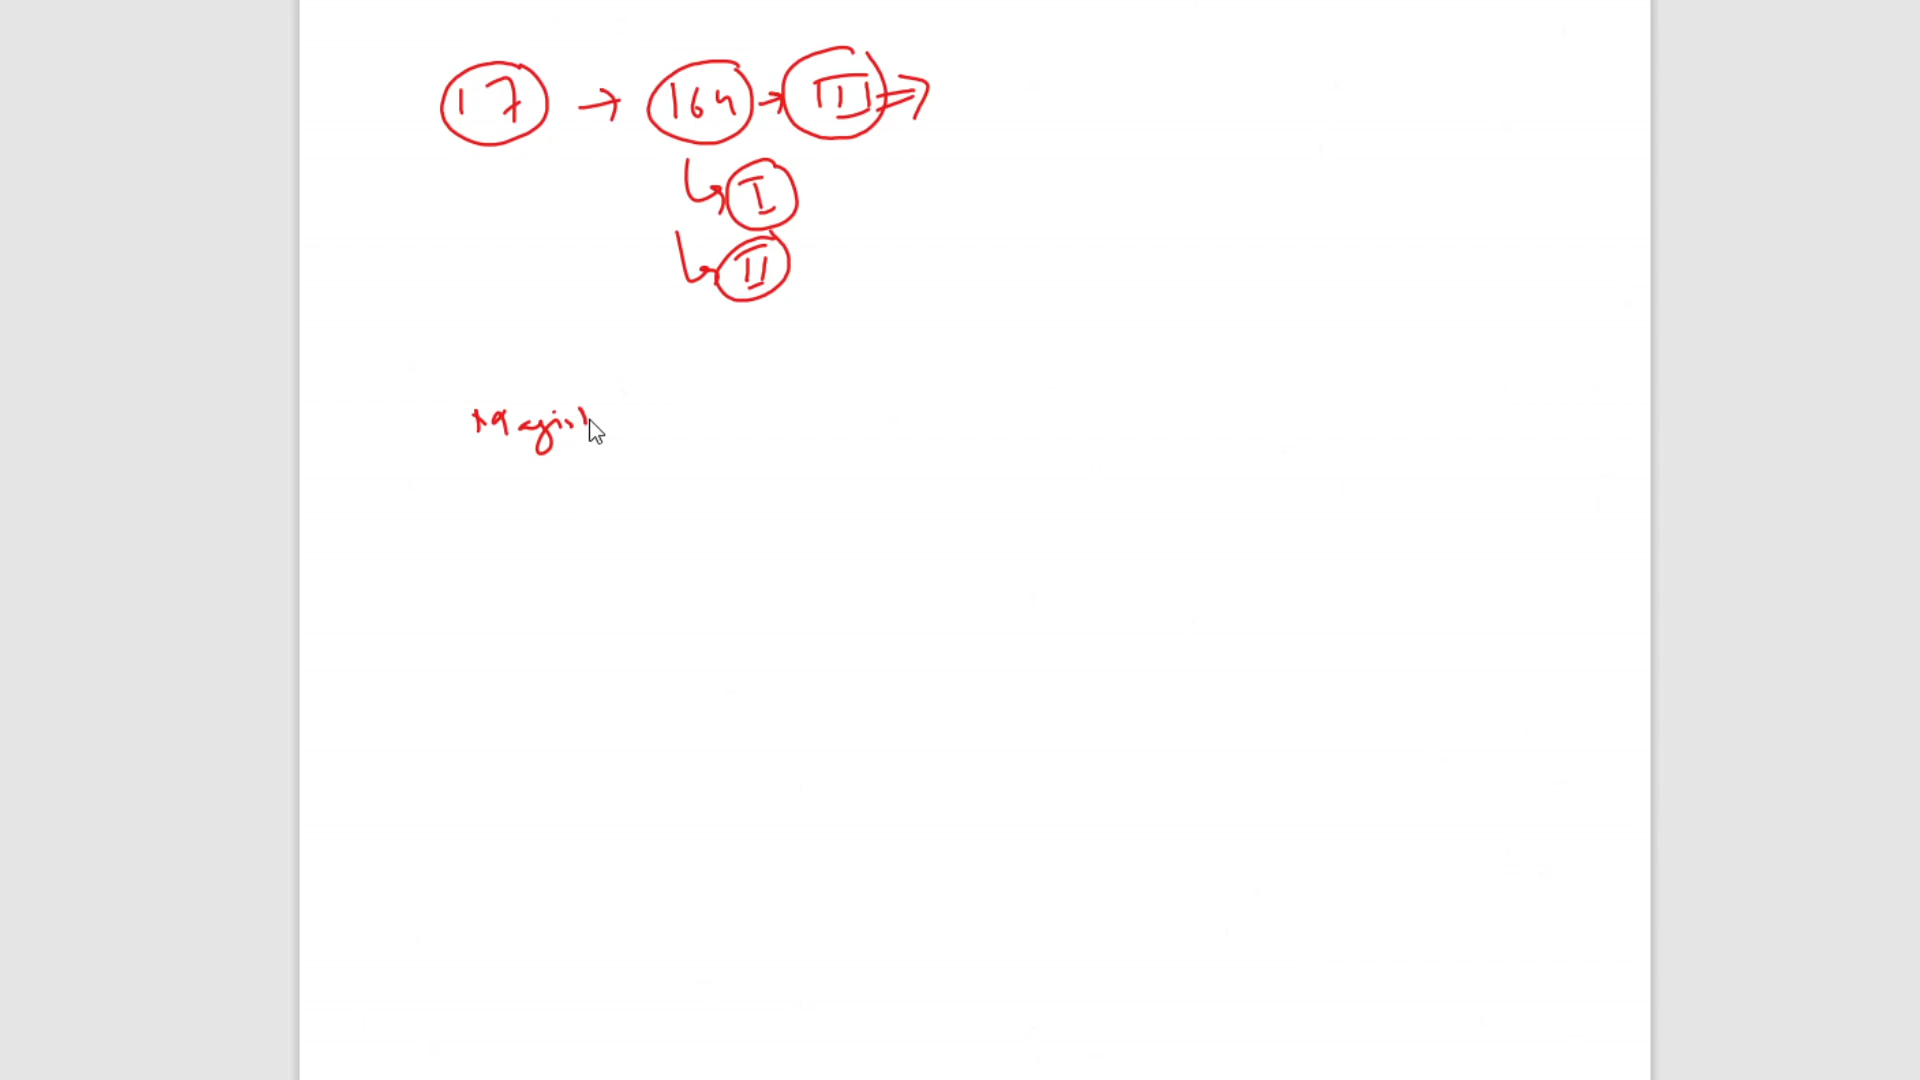 17 → 164 → III ⇒
↳ I
↳ II